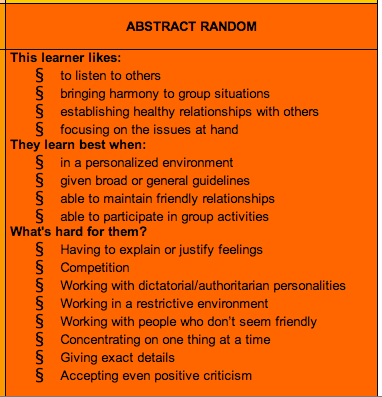 ABSTRACT RANDOM
This learner likes:
§ to listen to others
§ bringing harmony to group situations
§ establishing healthy relationships with others
§ focusing on the issues at hand
They learn best when:
§ in a personalized environment
§ given broad or general guidelines
§ able to maintain friendly relationships
§ able to participate in group activities
What's hard for them?
§ Having to explain or justify feelings
§ Competition
§ Working with dictatorial/authoritarian personalities
§ Working in a restrictive environment
§ Working with people who don't seem friendly
§ Concentrating on one thing at a time
§ Giving exact details
§ Accepting even positive criticism